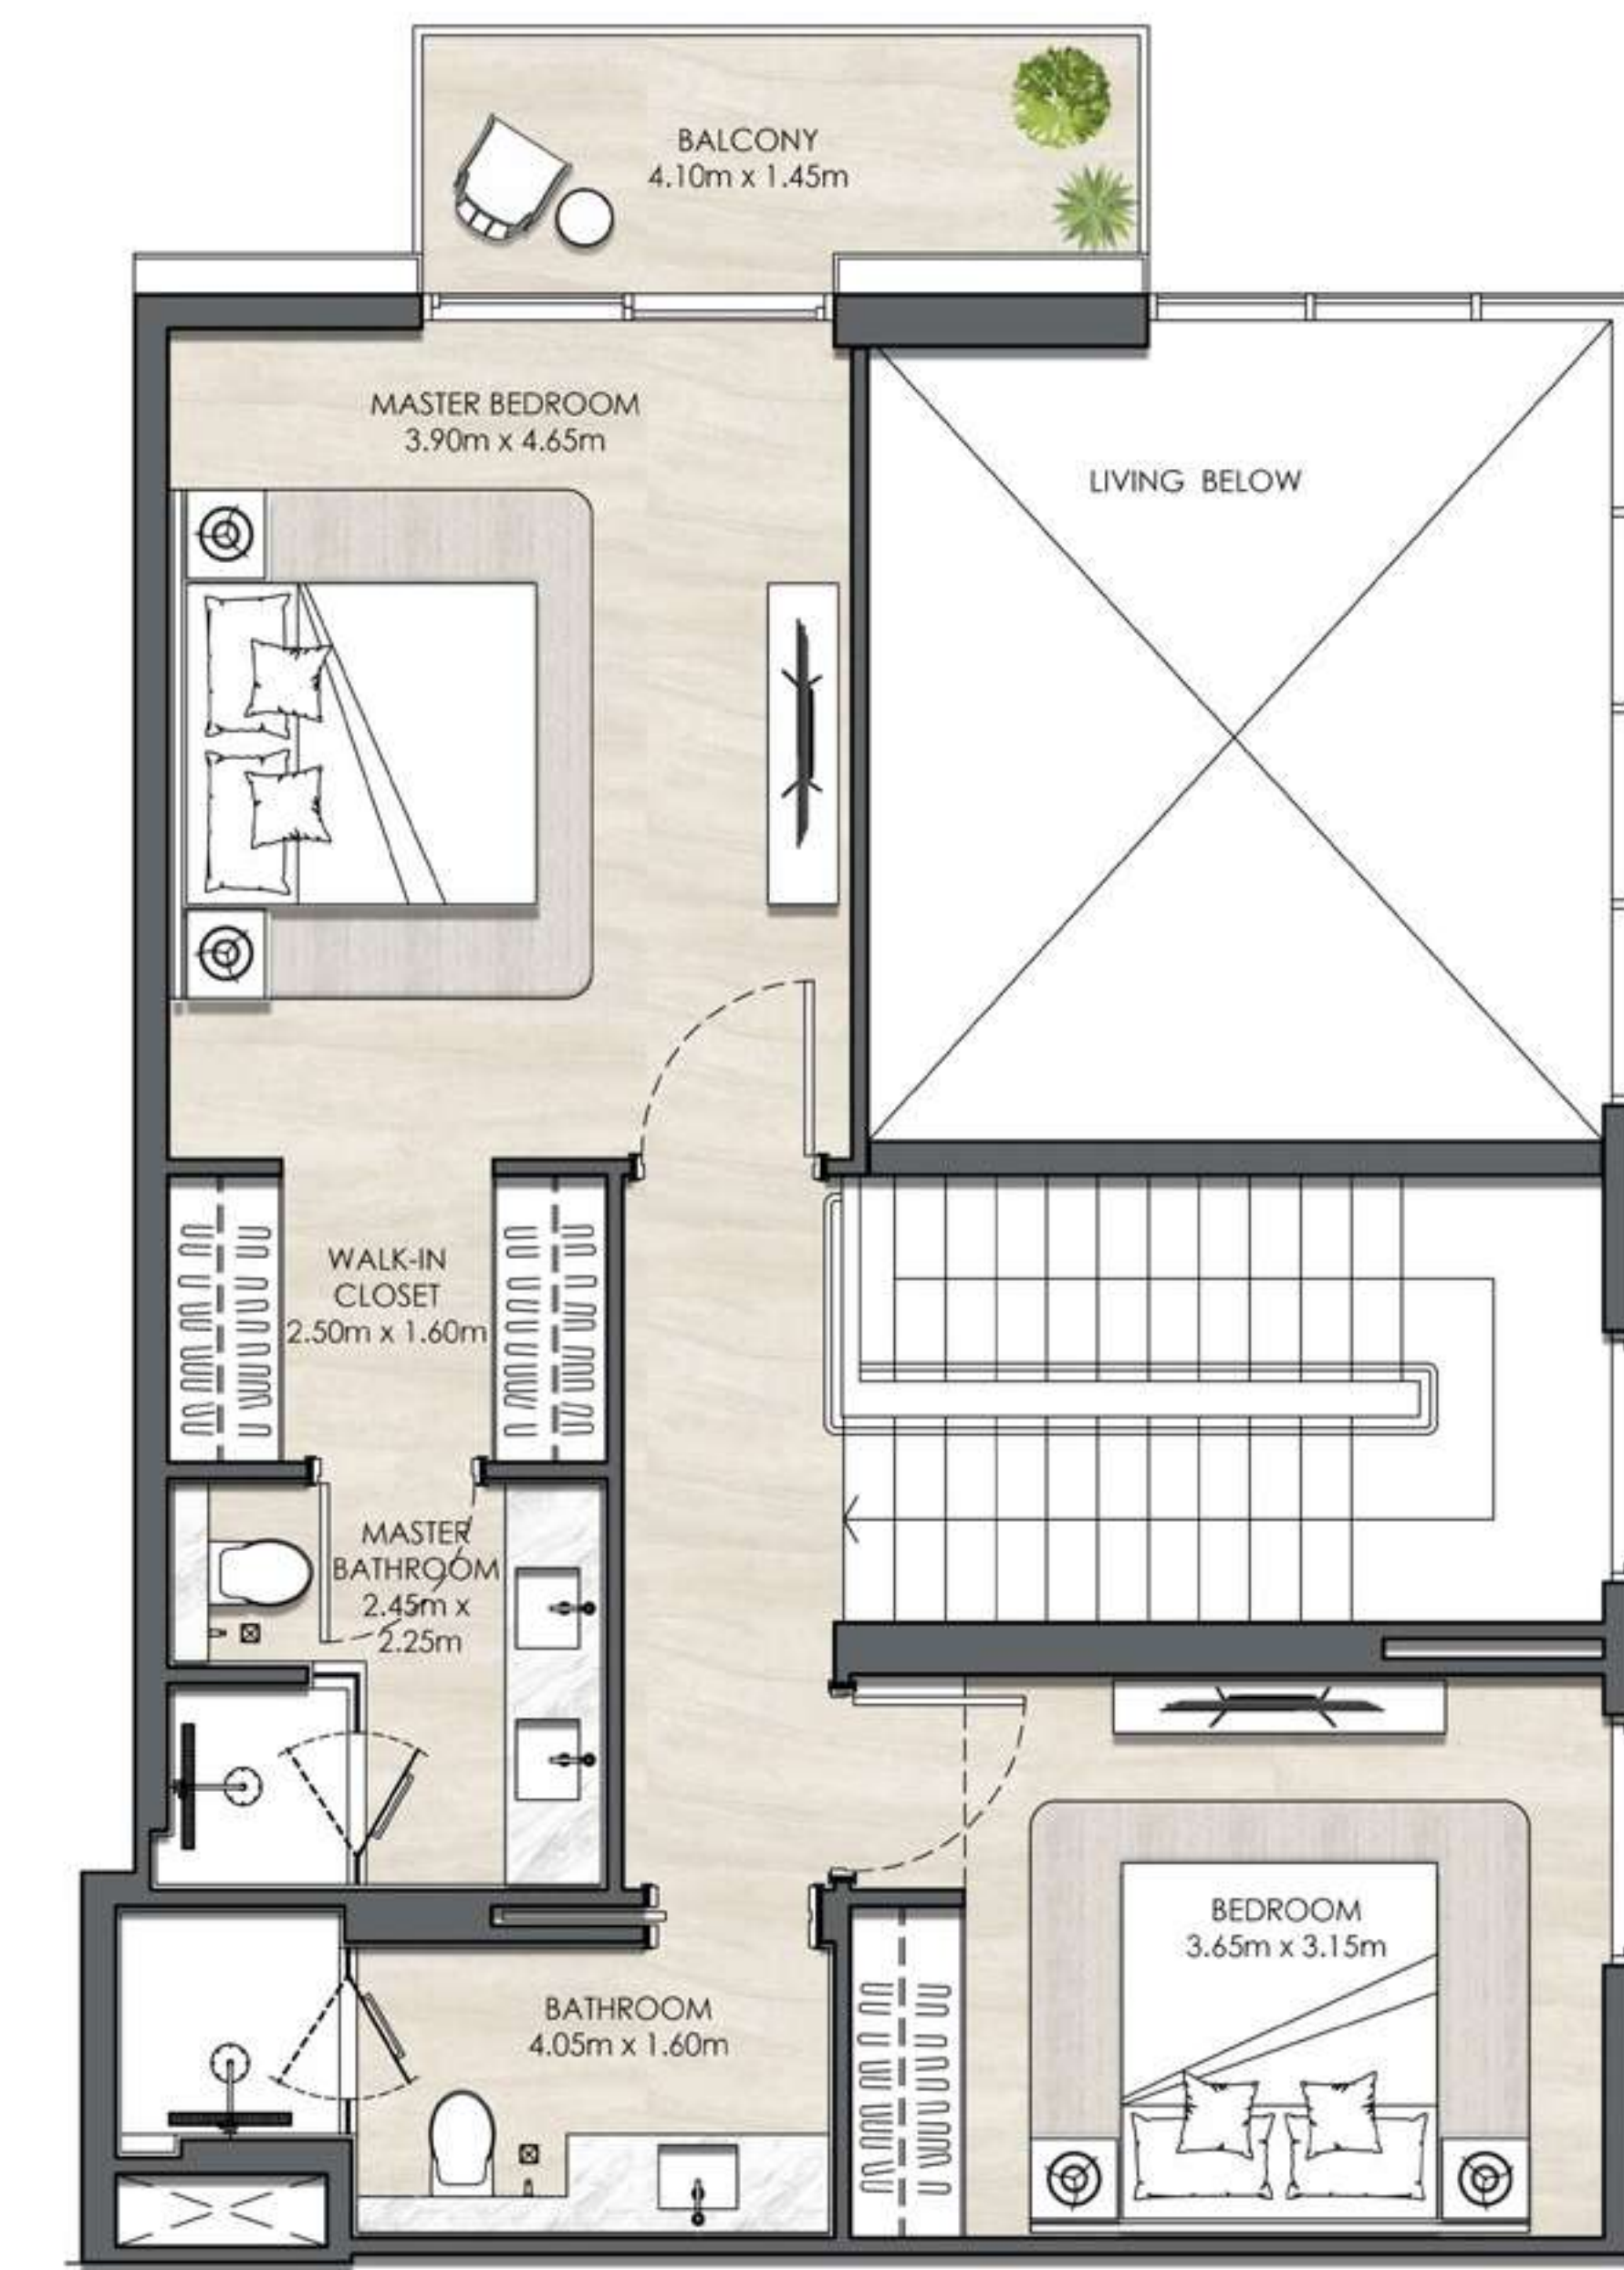 BALCONY
4.10m x 1.45m
MASTER BEDROOM
3.90m x 4.65m
LIVING BELOW
WALK-IN
CLOSET
2.50m x 1.60m
MASTER
BATHROOM
2.45m x
2.25m
BEDROOM
3.65m x 3.15m
BATHROOM
4.05m x 1.60m